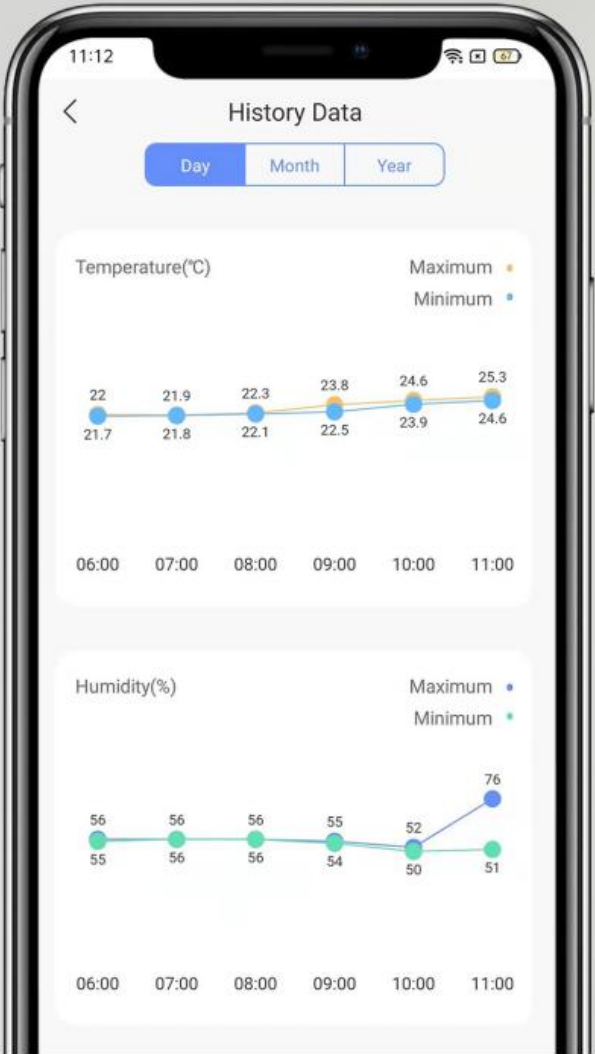 11:12
67
History Data
Day Month Year
Temperature(℃) Maximum
Minimum
22 21.9 22.3 23.8 24.6 25.3
21.7 21.8 22.1 22.5 23.9 24.6
06:00 07:00 08:00 09:00 10:00 11:00
Humidity(%) Maximum
Minimum
56 56 56 55 52 76
55 56 56 54 50 51
06:00 07:00 08:00 09:00 10:00 11:00